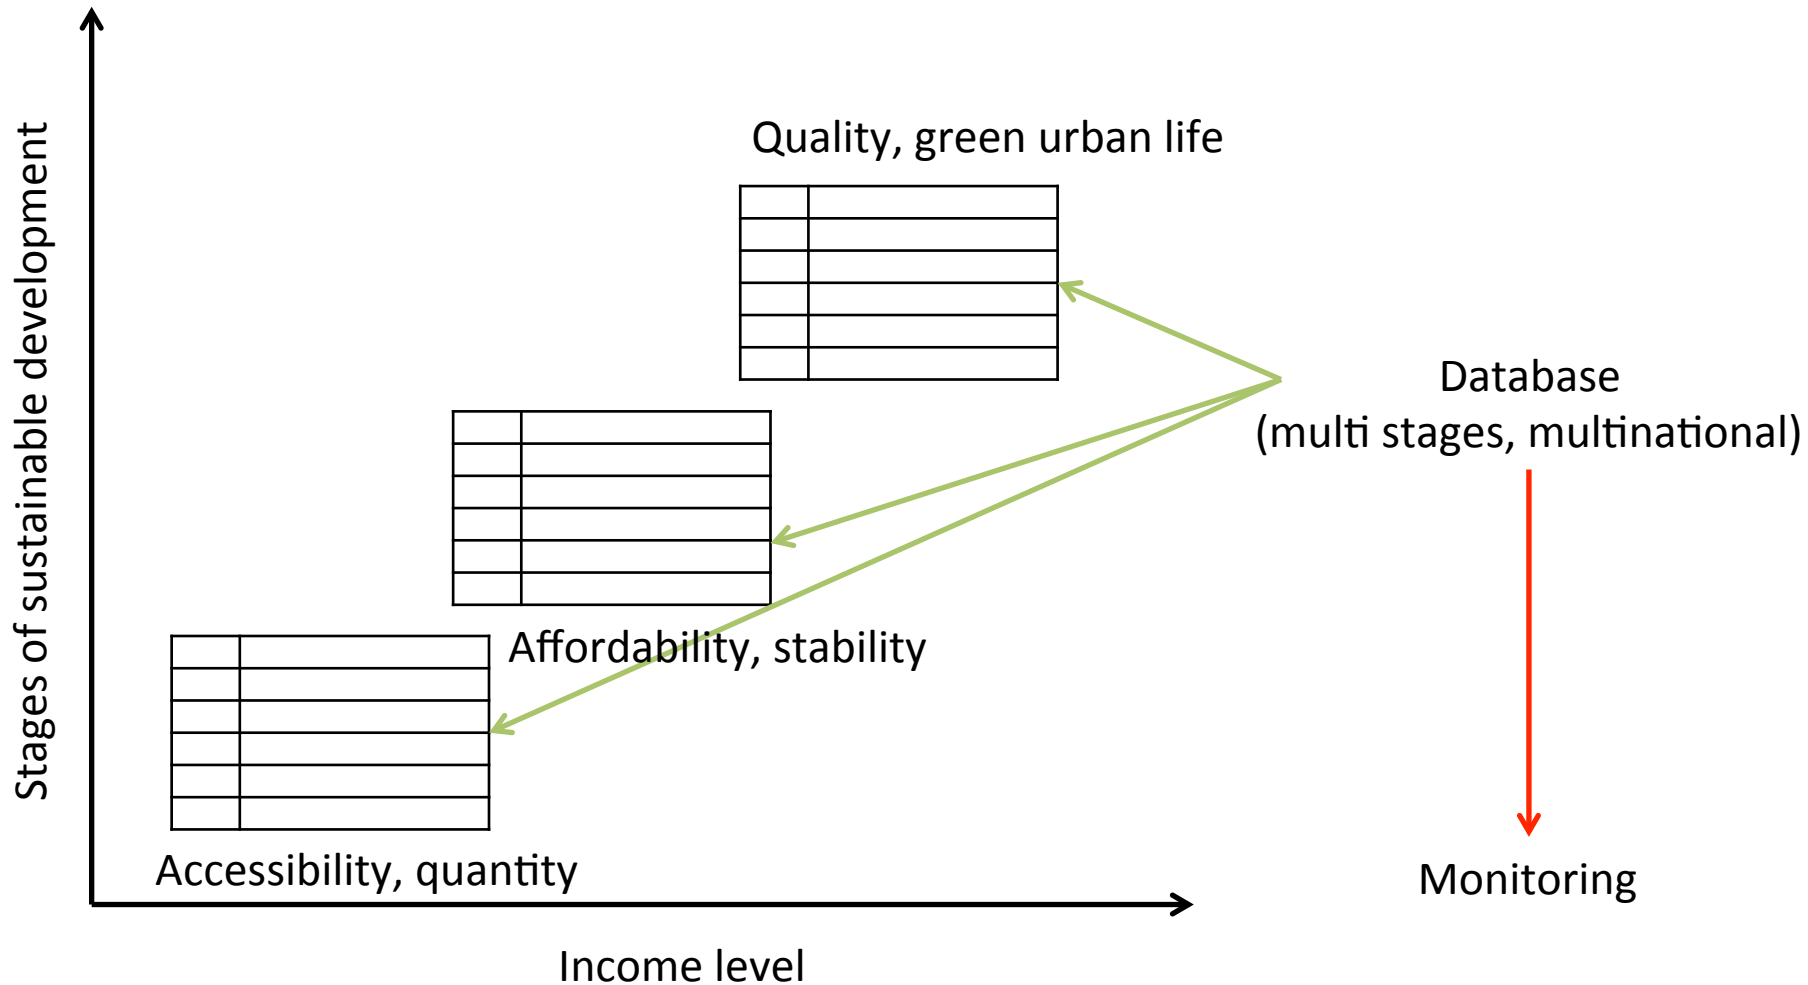 Stages of sustainable development
Quality, green urban life
Database
(multi stages, multinational)
Affordability, stability
Accessibility, quantity
Monitoring
Income level